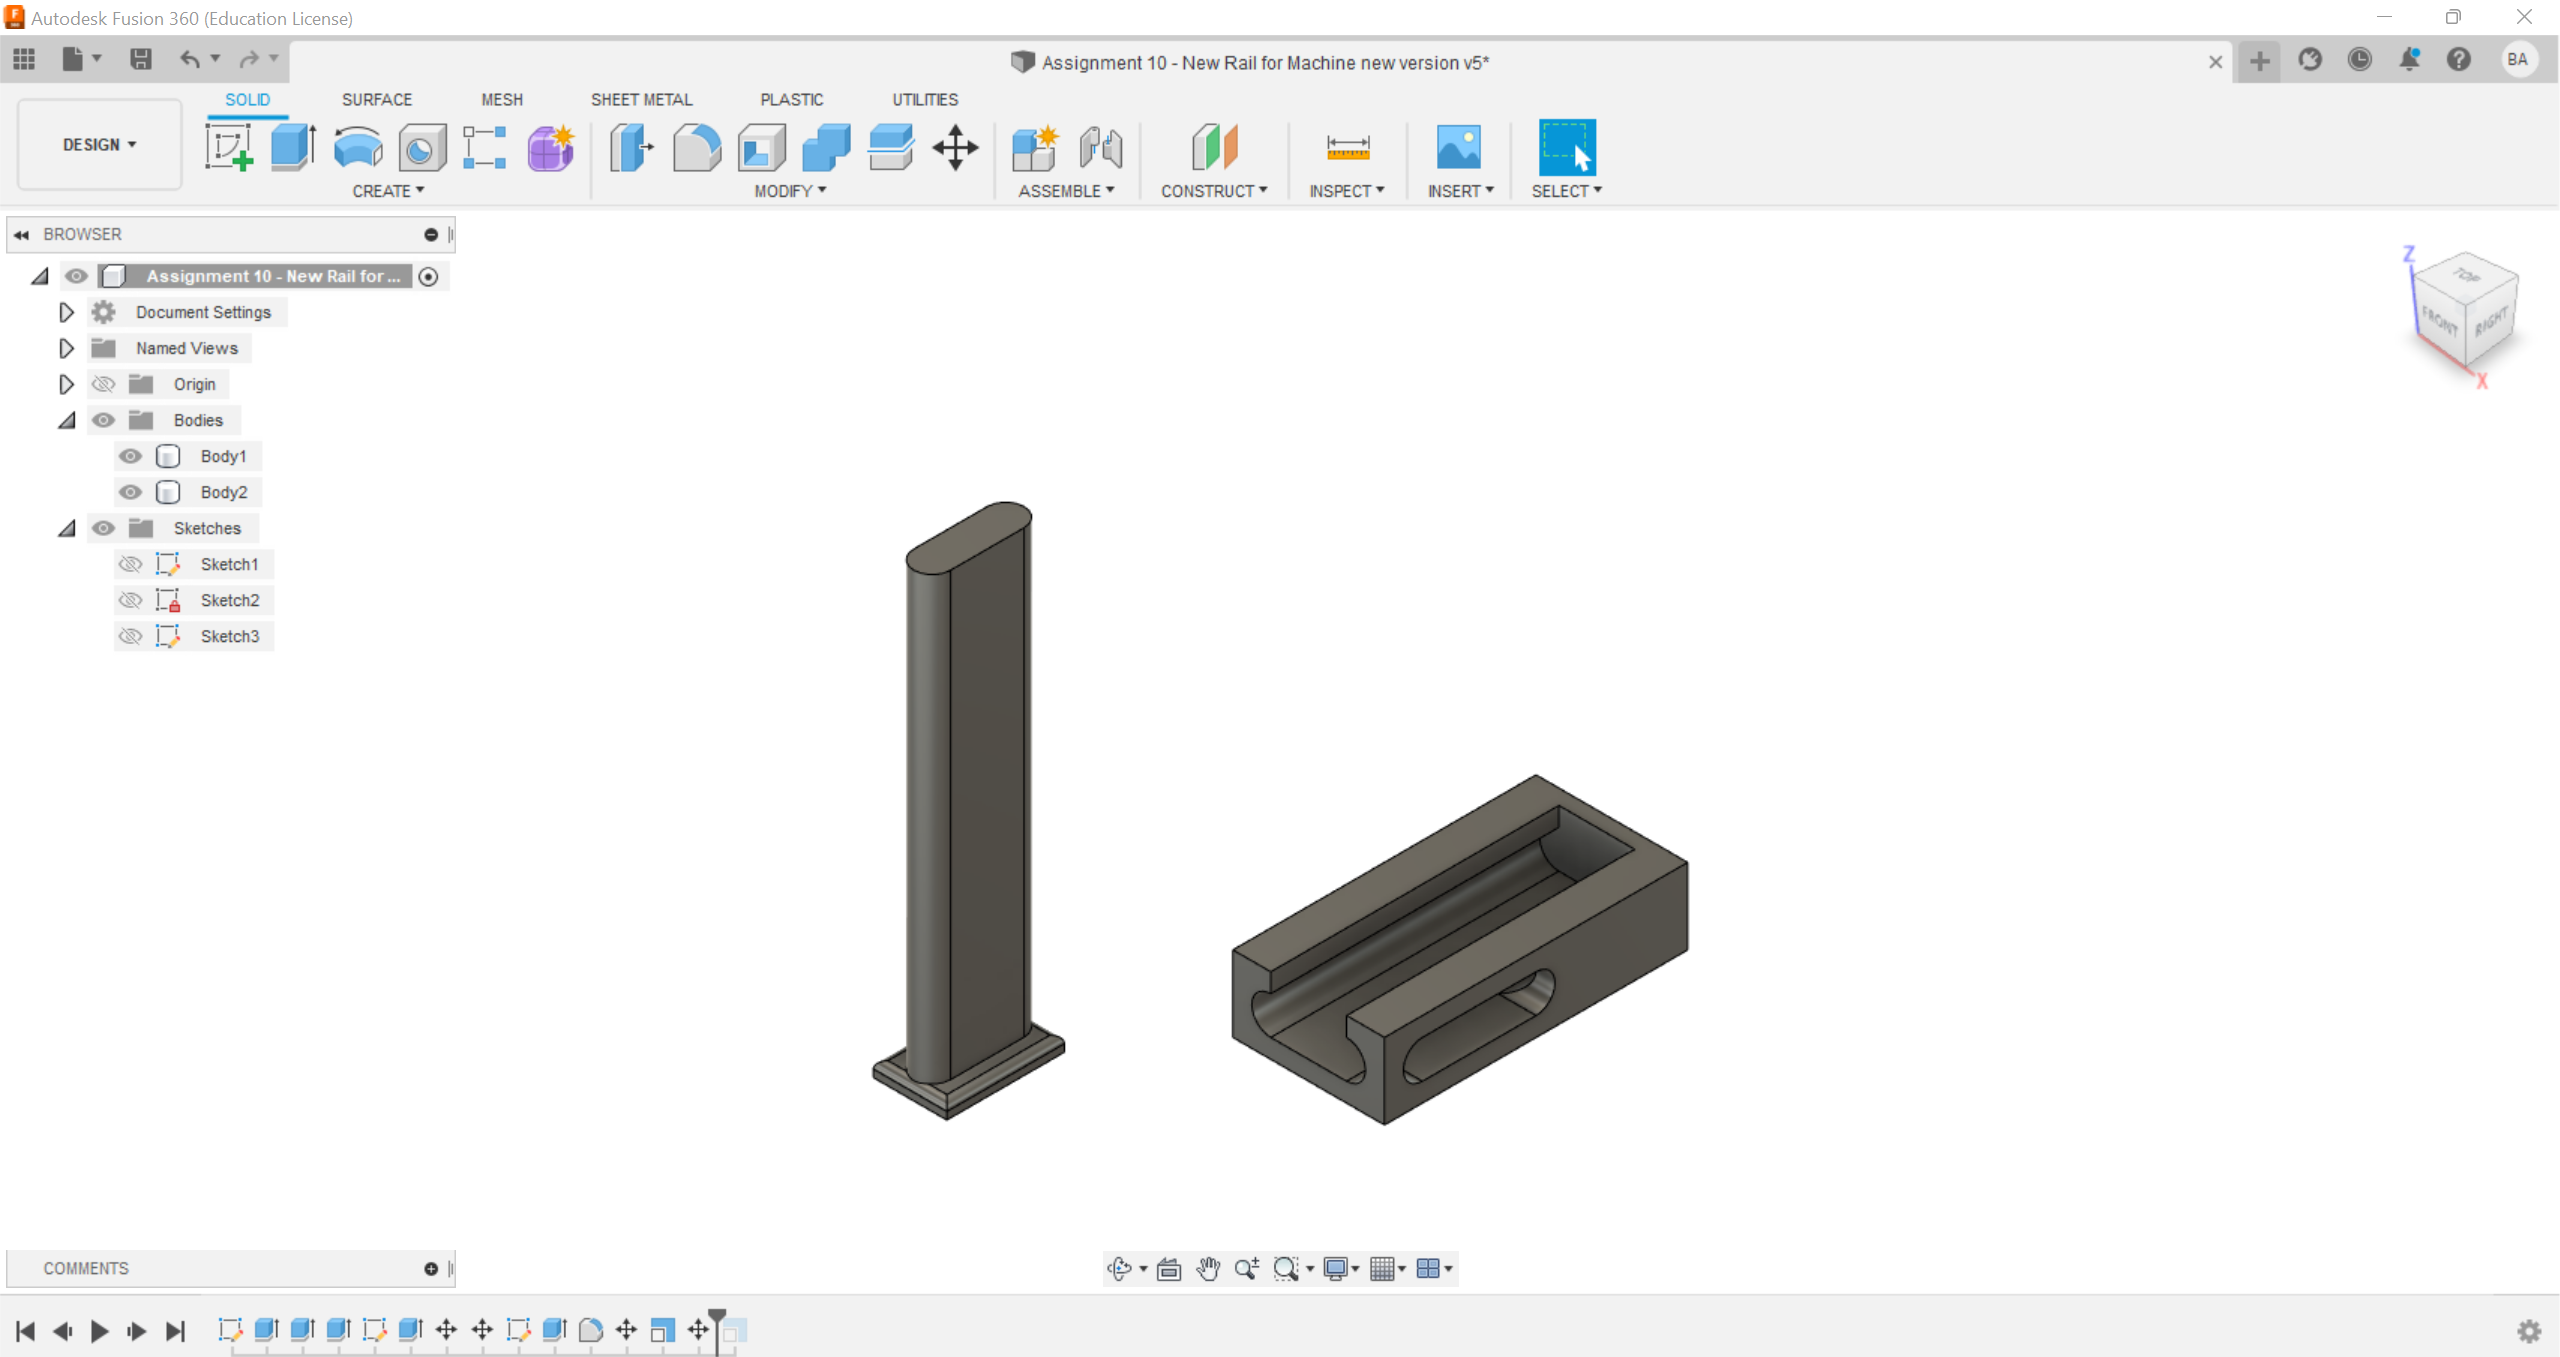 Autodesk Fusion 360 (Education License)
Assignment 10 - New Rail for Machine new version v5*
BA
SOLID SURFACE MESH SHEET METAL PLASTIC UTILITIES
DESIGN
CREATE MODIFY ASSEMBLE CONSTRUCT INSPECT INSERT SELECT
BROWSER
Assignment 10 - New Rail for ...
Document Settings
Named Views
Origin
Bodies
Body1
Body2
Sketches
Sketch1
Sketch2
Sketch3
Z
TOP
FRONT RIGHT
X
COMMENTS